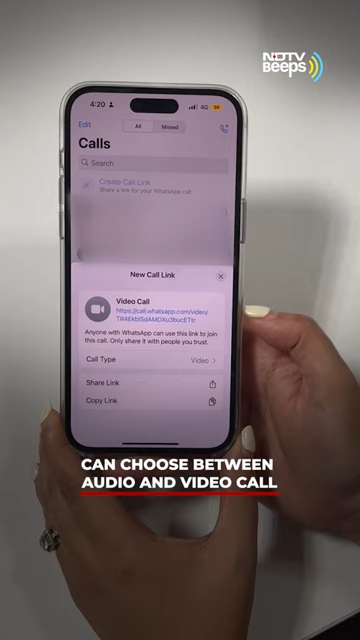 NDTV
Beeps
4:20
4G
58
Edit
All
Missed
Calls
Search
Create Call Link
Share a link for your WhatsApp call
New Call Link
Video Call
https://call.whatsapp.com/video/
Anyone with WhatsApp can use this link to join
this call. Only share it with people you trust.
Call Type
Video
Share Link
Copy Link
CAN CHOOSE BETWEEN
AUDIO AND VIDEO CALL